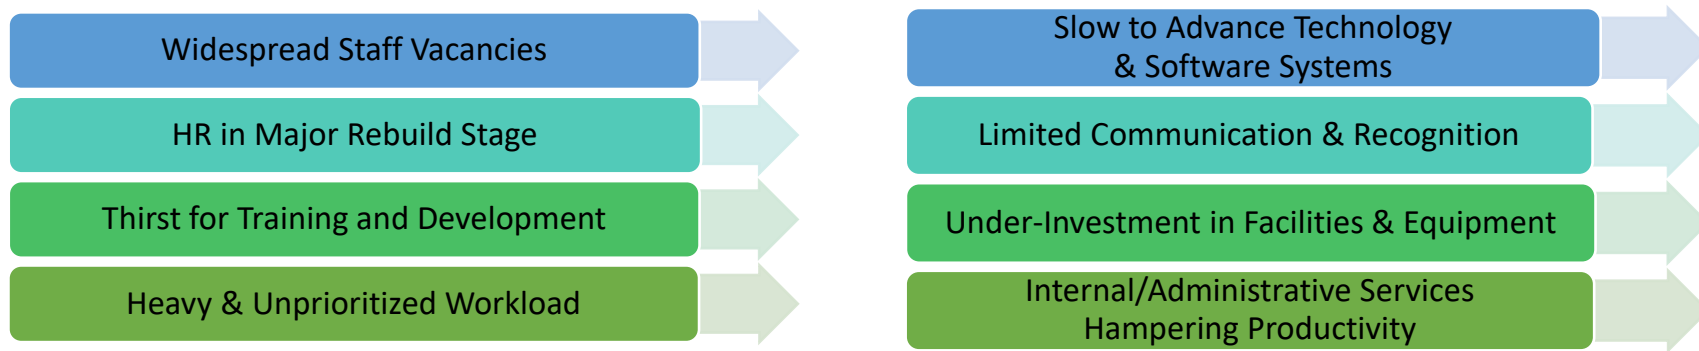 Widespread Staff Vacancies
HR in Major Rebuild Stage
Thirst for Training and Development
Heavy & Unprioritized Workload
Slow to Advance Technology
& Software Systems
Limited Communication & Recognition
Under-Investment in Facilities & Equipment
Internal/Administrative Services
Hampering Productivity